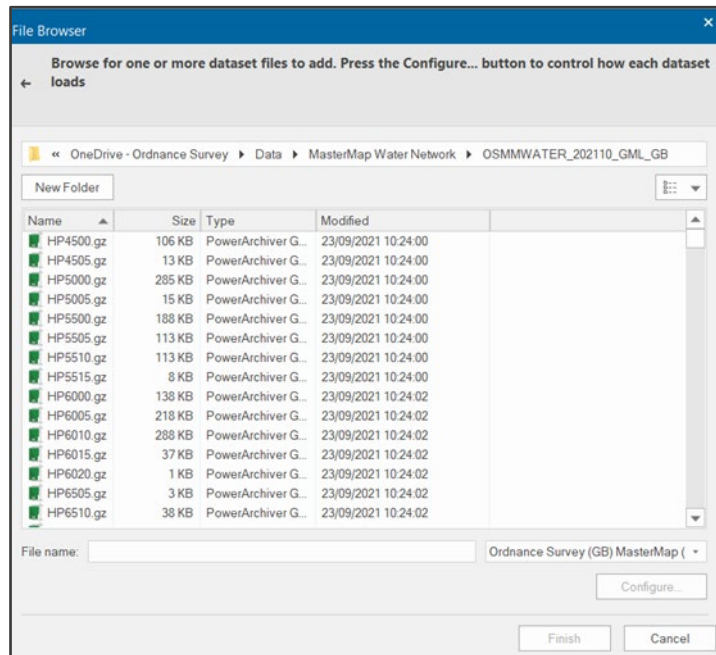 File Browser
×
Browse for one or more dataset files to add. Press the Configure... button to control how each dataset
loads
« OneDrive - Ordnance Survey Data MasterMap Water Network OSMMWATER_202110_GML_GB
New Folder
Name Size Type Modified
HP4500.gz 106 KB PowerArchiver G... 23/09/2021 10:24:00
HP4505.gz 13 KB PowerArchiver G... 23/09/2021 10:24:00
HP5000.gz 285 KB PowerArchiver G... 23/09/2021 10:24:00
HP5005.gz 15 KB PowerArchiver G... 23/09/2021 10:24:00
HP5500.gz 188 KB PowerArchiver G... 23/09/2021 10:24:00
HP5505.gz 113 KB PowerArchiver G... 23/09/2021 10:24:00
HP5510.gz 113 KB PowerArchiver G... 23/09/2021 10:24:00
HP5515.gz 8 KB PowerArchiver G... 23/09/2021 10:24:00
HP6000.gz 138 KB PowerArchiver G... 23/09/2021 10:24:02
HP6005.gz 218 KB PowerArchiver G... 23/09/2021 10:24:02
HP6010.gz 288 KB PowerArchiver G... 23/09/2021 10:24:02
HP6015.gz 37 KB PowerArchiver G... 23/09/2021 10:24:02
HP6020.gz 1 KB PowerArchiver G... 23/09/2021 10:24:02
HP6505.gz 3 KB PowerArchiver G... 23/09/2021 10:24:02
HP6510.gz 38 KB PowerArchiver G... 23/09/2021 10:24:02
File name: Ordnance Survey (GB) MasterMap (
Configure...
Finish Cancel